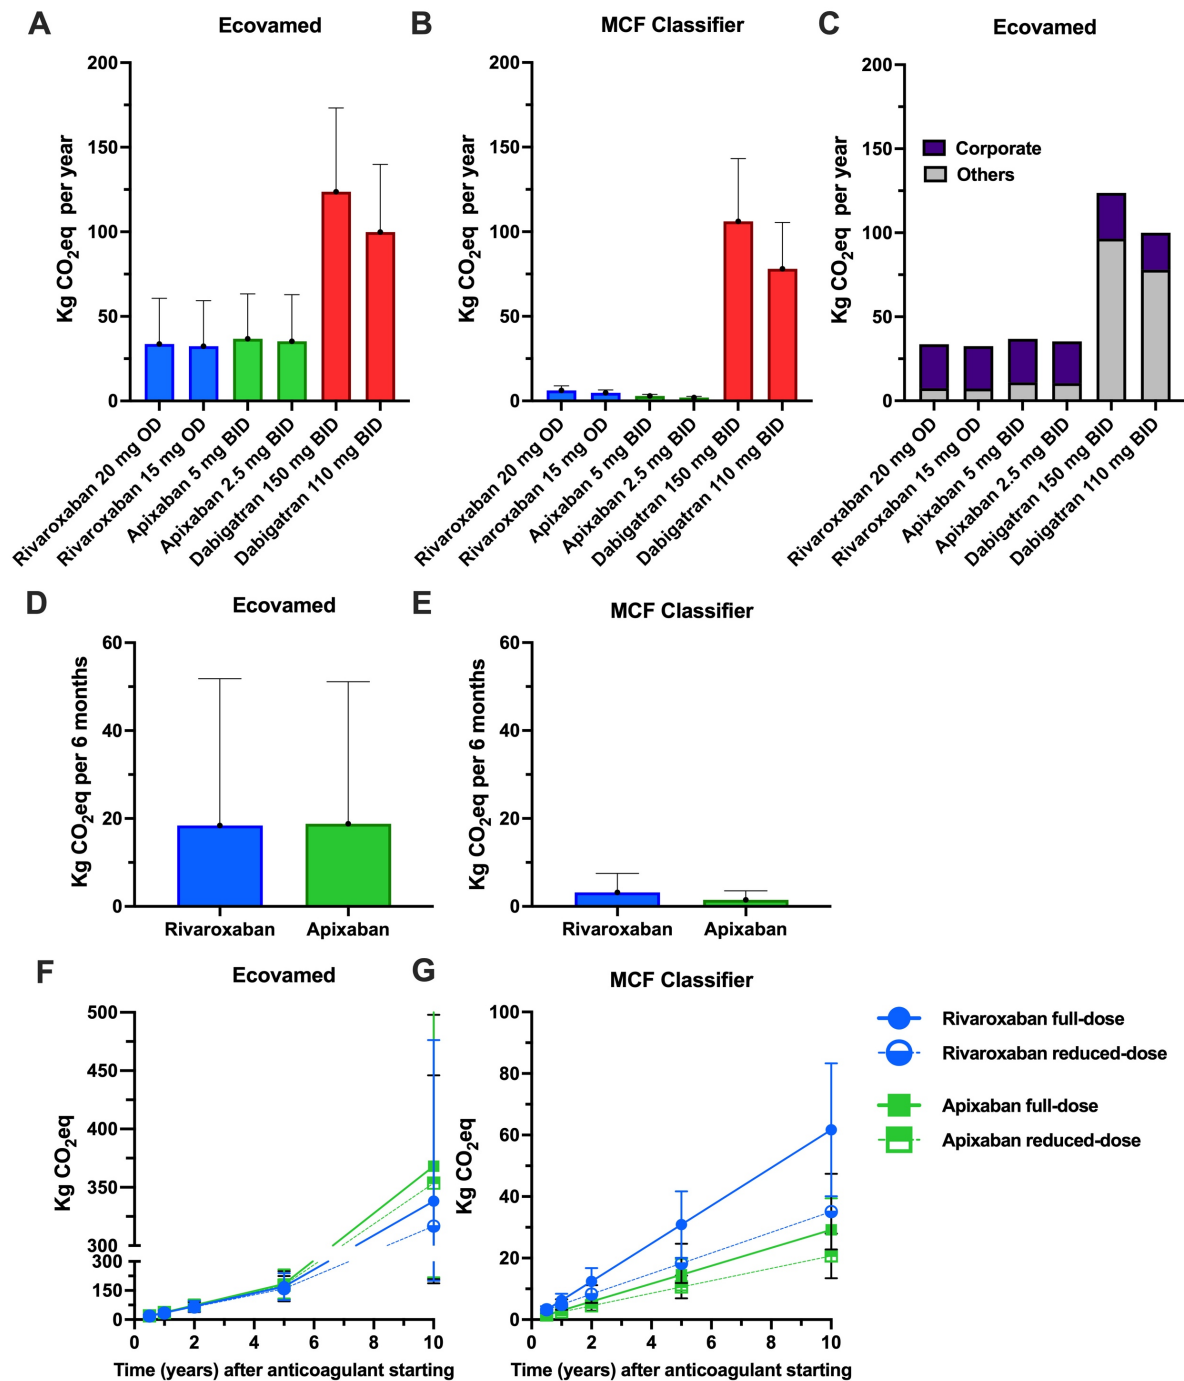 A
Ecovamed
Kg CO2eq per year
200
150
100
50
0
Rivaroxaban 20 mg OD
Rivaroxaban 15 mg OD
Apixaban 5 mg BID
Apixaban 2.5 mg BID
Dabigatran 150 mg BID
Dabigatran 110 mg BID
B
MCF Classifier
Kg CO2eq per year
200
150
100
50
0
Rivaroxaban 20 mg OD
Rivaroxaban 15 mg OD
Apixaban 5 mg BID
Apixaban 2.5 mg BID
Dabigatran 150 mg BID
Dabigatran 110 mg BID
C
Ecovamed
Kg CO2eq per year
200
150
100
50
0
Corporate
Others
Rivaroxaban 20 mg OD
Rivaroxaban 15 mg OD
Apixaban 5 mg BID
Apixaban 2.5 mg BID
Dabigatran 150 mg BID
Dabigatran 110 mg BID
D
Ecovamed
Kg CO2eq per 6 months
60
40
20
0
Rivaroxaban Apixaban
E
MCF Classifier
Kg CO2eq per 6 months
60
40
20
0
Rivaroxaban Apixaban
F
Ecovamed
Kg CO2eq
500
450
400
350
300
300
150
0
0 2 4 6 8 10
Time (years) after anticoagulant starting
G
MCF Classifier
Kg CO2eq
100
80
60
40
20
0
0 2 4 6 8 10
Time (years) after anticoagulant starting
Rivaroxaban full-dose
Rivaroxaban reduced-dose
Apixaban full-dose
Apixaban reduced-dose